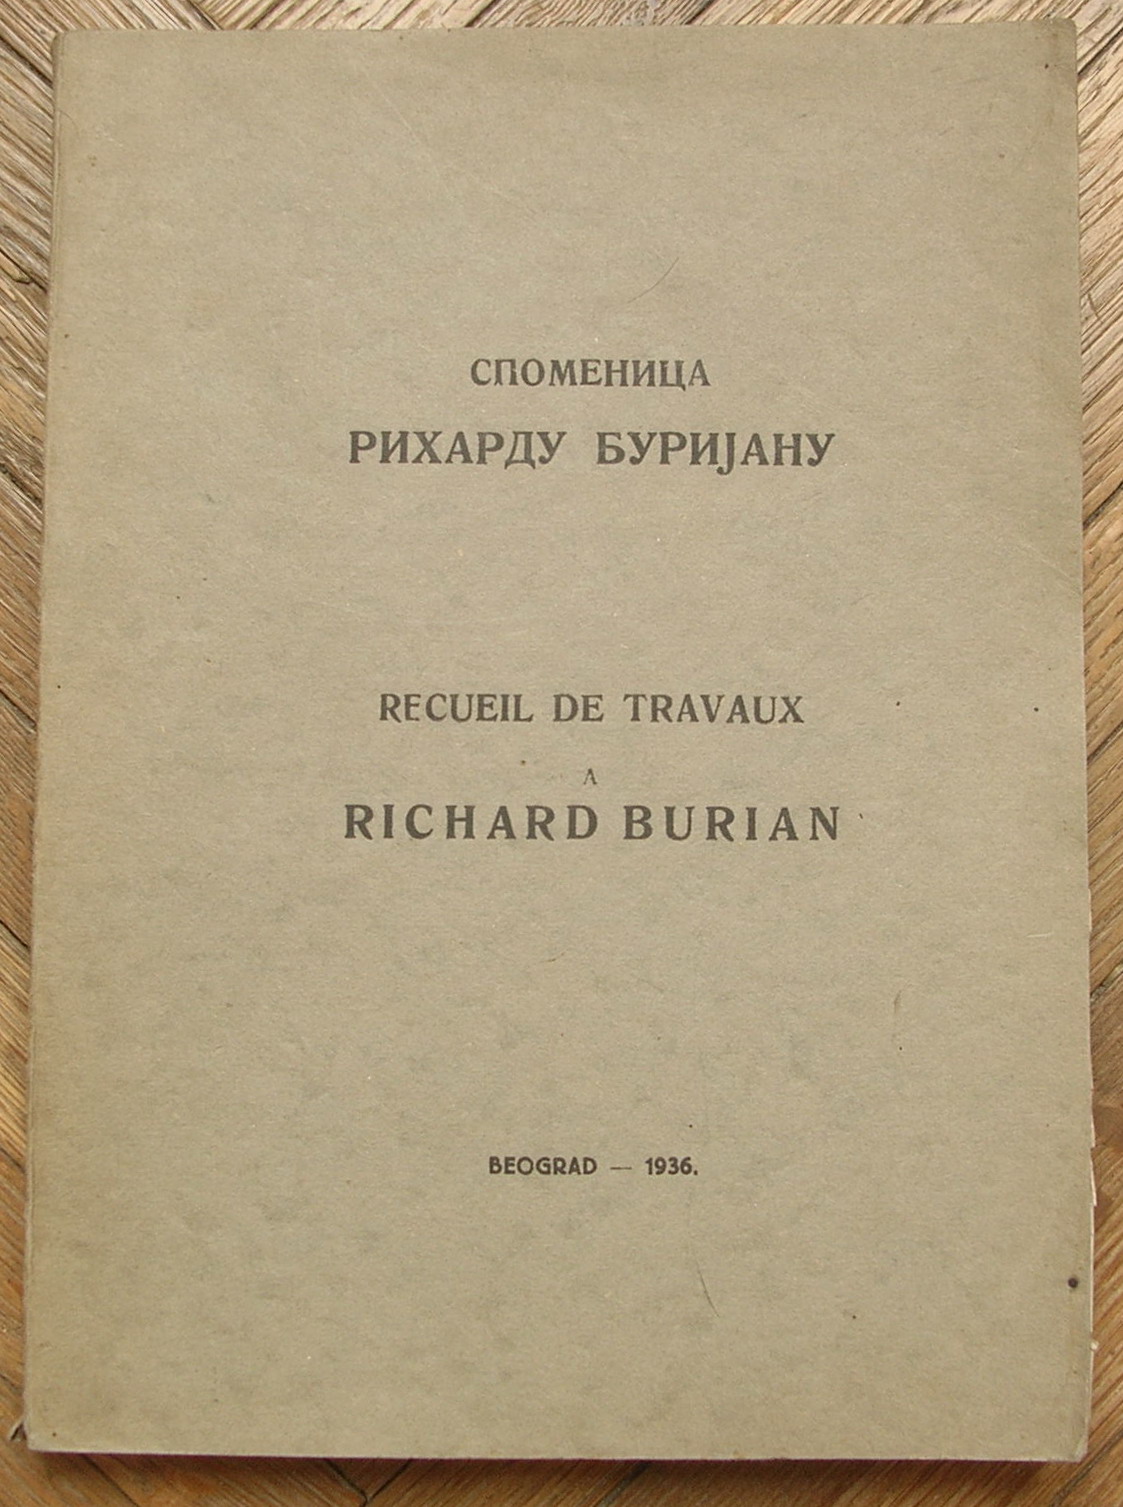 СПОМЕНИЦА
РИХАРДУ БУРИЈАНУ
RECUEIL DE TRAVAUX
A
RICHARD BURIAN
BEOGRAD — 1936.